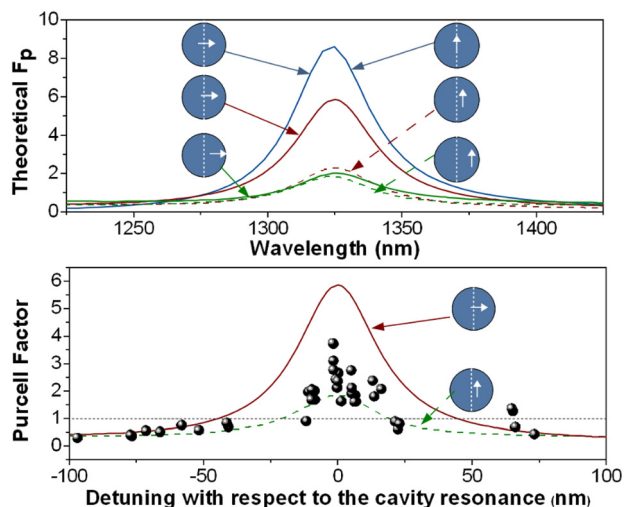 10
8
6
4
2
0
Theoretical Fp
1250 1300 1350 1400
Wavelength (nm)
6
5
4
3
2
1
0
Purcell Factor
-100 -50 0 50 100
Detuning with respect to the cavity resonance (nm)